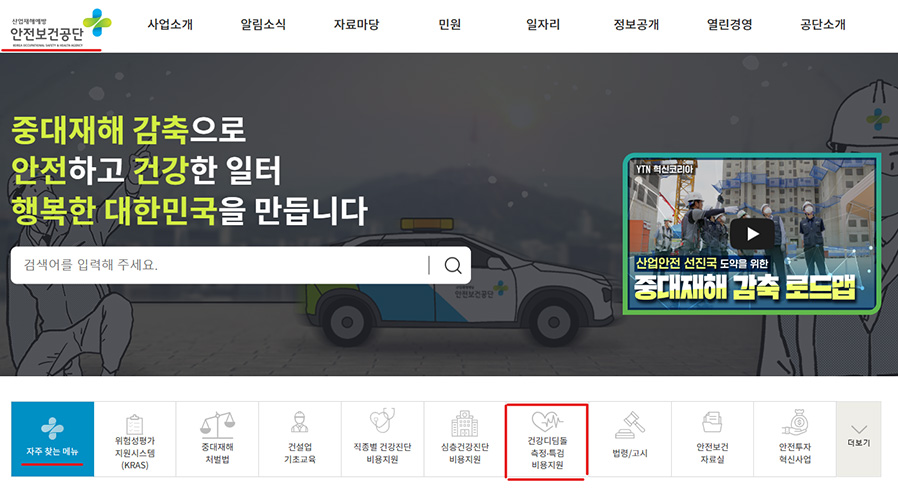 산업재해예방
안전보건공단
KOREA OCCUPATIONAL SAFETY & HEALTH AGENCY
사업소개 알림소식 자료마당 민원 일자리 정보공개 열린경영 공단소개
중대재해 감축으로
안전하고 건강한 일터
행복한 대한민국을 만듭니다
검색어를 입력해 주세요.
안전보건공단
YTN 혁신코리아
산업안전 선진국 도약을 위한
중대재해 감축 로드맵
자주 찾는 메뉴
위험성평가
지원시스템
(KRAS)
중대재해
처벌법
건설업
기초교육
직종별 건강진단
비용지원
심층건강진단
비용지원
건강디딤돌
측정·특검
비용지원
법령/고시
안전보건
자료실
안전투자
혁신사업
더보기